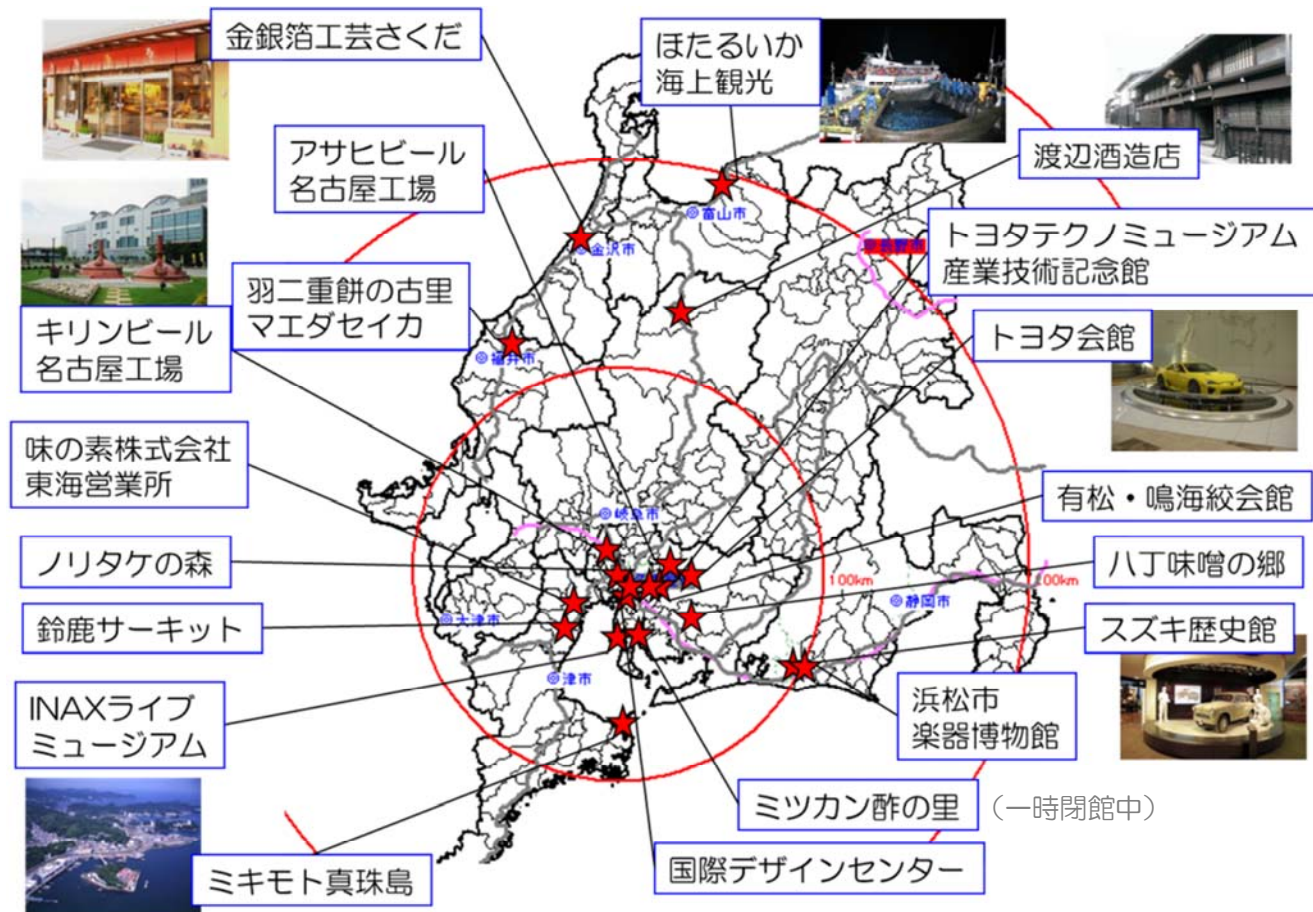 金銀箔工芸さくだ
ほたるいか
海上観光
渡辺酒造店
アサヒビール
名古屋工場
トヨタテクノミュージアム
産業技術記念館
羽二重餅の古里
マエダセイカ
キリンビール
名古屋工場
トヨタ会館
味の素株式会社
東海営業所
有松・鳴海絞会館
ノリタケの森
八丁味噌の郷
鈴鹿サーキット
スズキ歴史館
INAXライブ
ミュージアム
浜松市
楽器博物館
ミツカン酢の里
(一時閉館中)
国際デザインセンター
ミキモト真珠島
富山市
金沢市
長野市
福井市
岐阜市
大津市
津市
静岡市
100km
200km